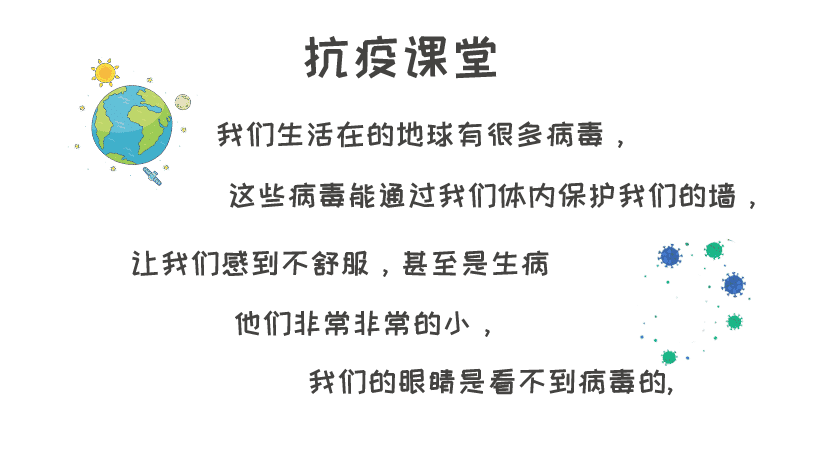 抗疫课堂
我们生活在的地球有很多病毒，
这些病毒能通过我们体内保护我们的墙，
让我们感到不舒服，甚至是生病
他们非常非常的小，
我们的眼睛是看不到病毒的,